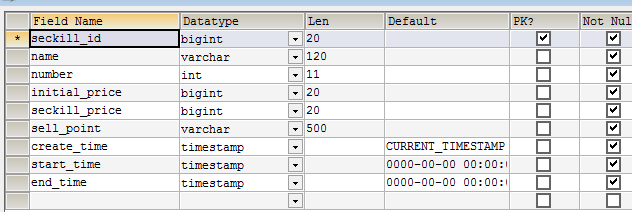 Field Name Datatype Len Default PK? Not Nul
* seckill_id bigint 20
name varchar 120
number int 11
initial_price bigint 20
seckill_price bigint 20
sell_point varchar 500
create_time timestamp CURRENT_TIMESTAMP
start_time timestamp 0000-00-00 00:00:
end_time timestamp 0000-00-00 00:00: